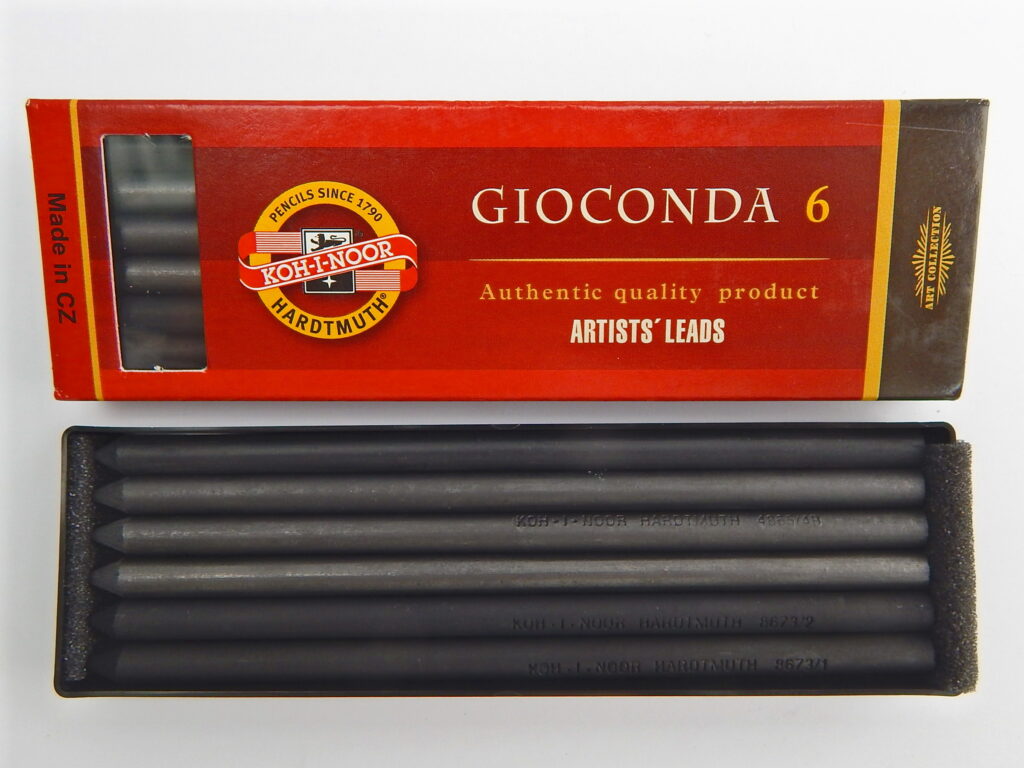 Made in CZ
PENCILS SINCE 1790
KOH-I-NOOR
HARDTMUTH®
GIOCONDA 6
Authentic quality product
ARTISTS´ LEADS
ART COLLECTION
KOH-I-NOOR HARDTMUTH
KOH-I-NOOR HARDTMUTH 8673/2
KOH-I-NOOR HARDTMUTH 8673/1